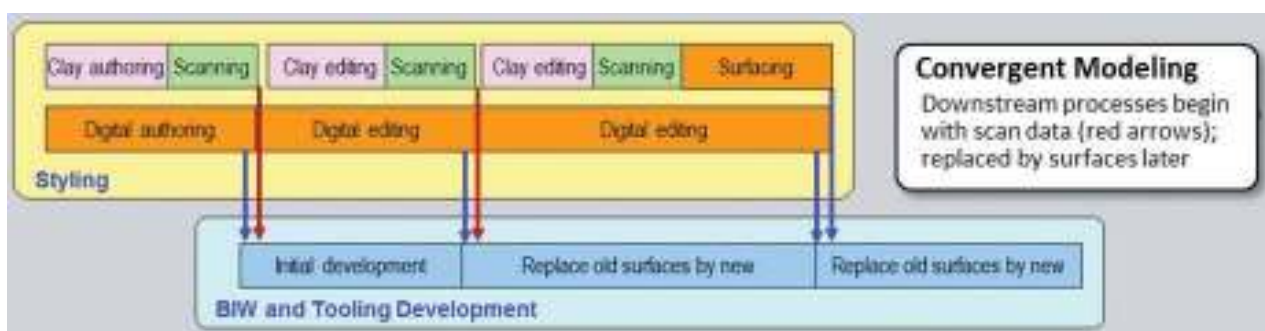 Clay authoring Scanning Clay editing Scanning Clay editing Scanning Surfacing
Digital authoring Digital editing Digital editing
Styling
Convergent Modeling
Downstream processes begin
with scan data (red arrows);
replaced by surfaces later
Initial development Replace old surfaces by new Replace old surfaces by new
BIW and Tooling Development